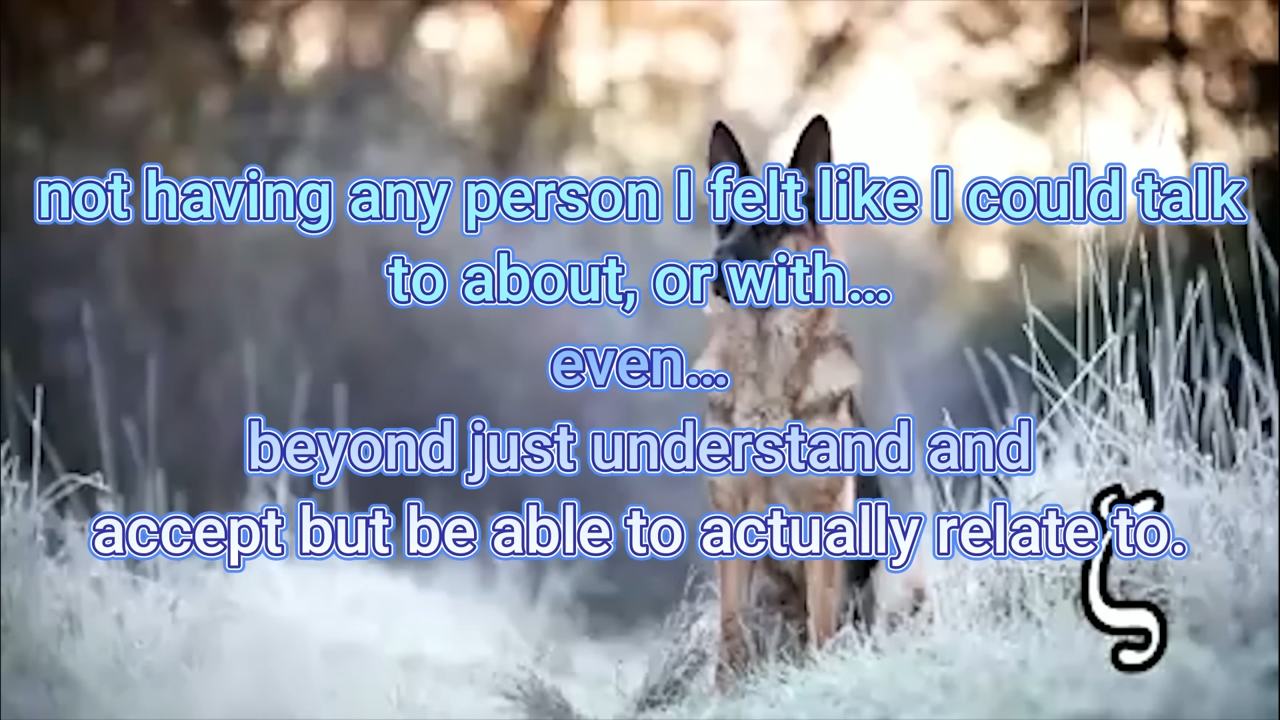 not having any person I felt like I could talk
to about, or with...
even...
beyond just understand and
accept but be able to actually relate to.
ζ